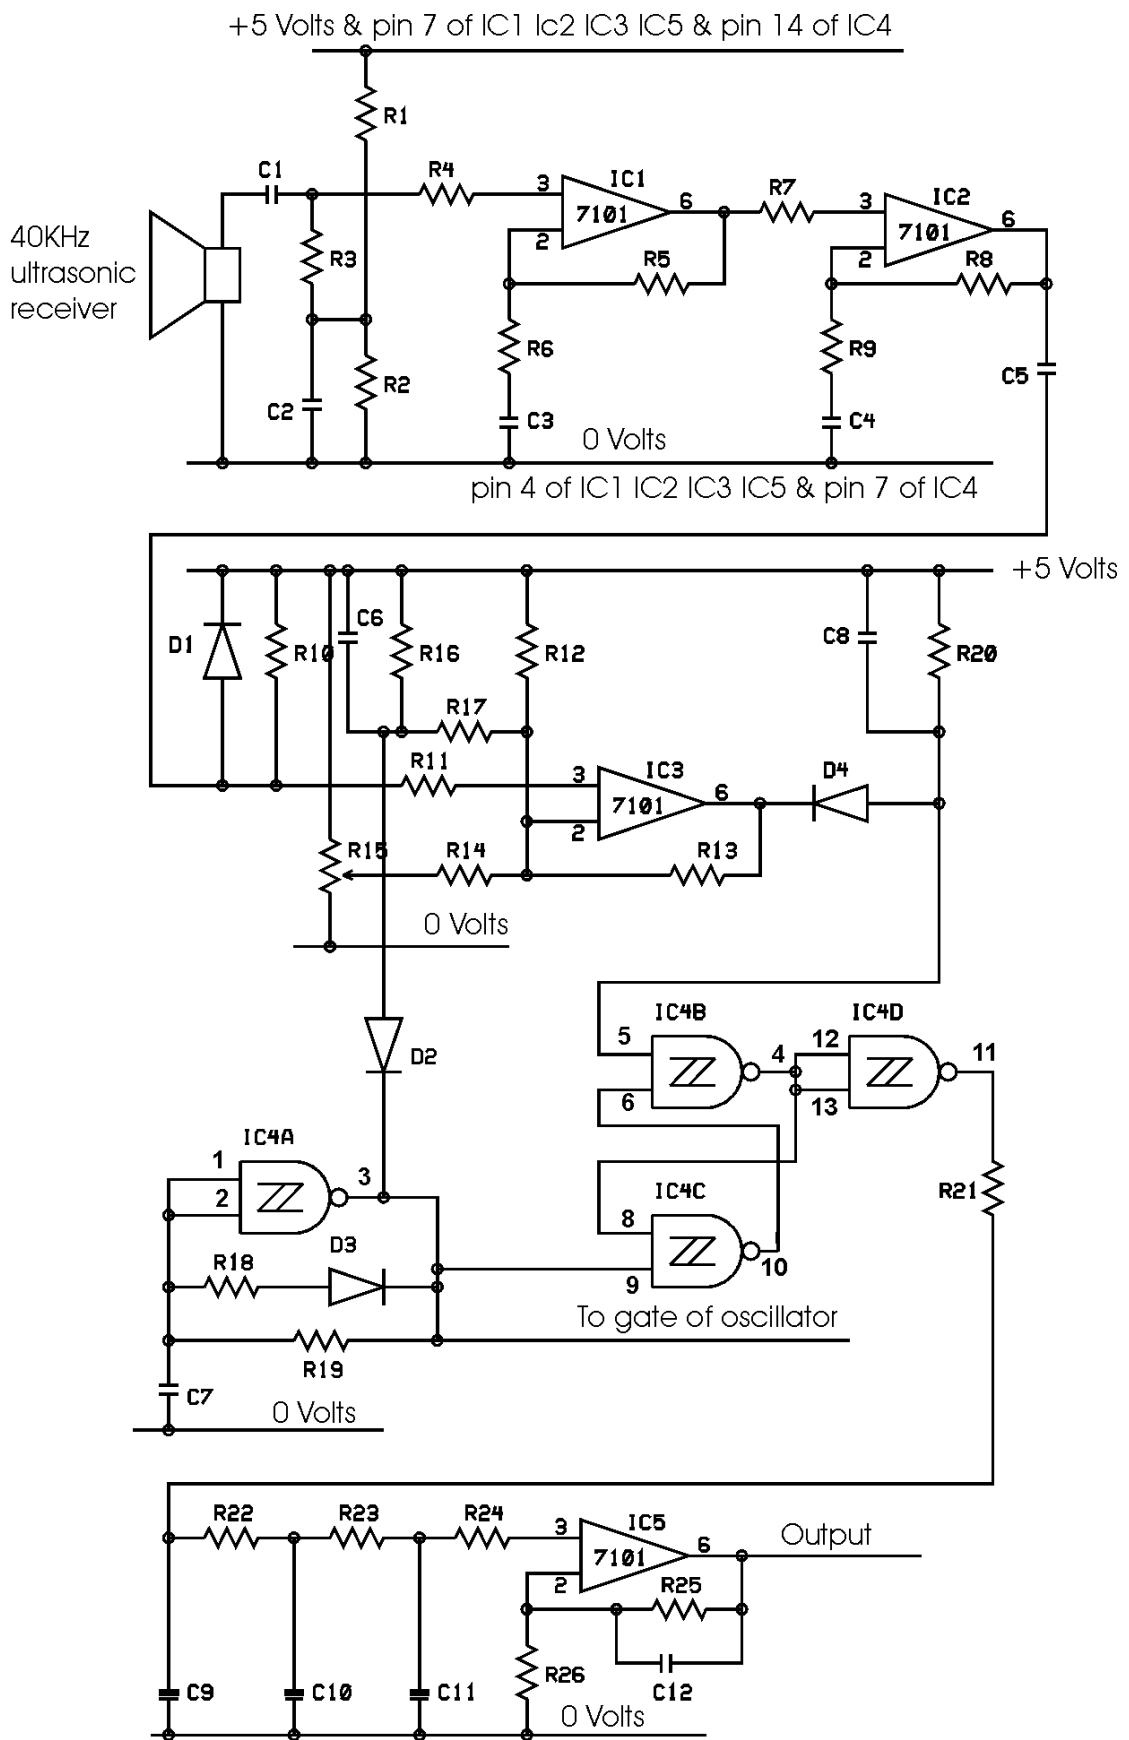 +5 Volts & pin 7 of IC1 Ic2 IC3 IC5 & pin 14 of IC4
R1
C1
R4
3
IC1
7101
6
2
R7
3
IC2
7101
6
2
40KHz
ultrasonic
receiver
R3
R5
R8
R6
R9
C5
R2
C2
C3
C4
0 Volts
pin 4 of IC1 IC2 IC3 IC5 & pin 7 of IC4
+5 Volts
D1
R10
C6
R16
R12
C8
R20
R17
R11
3
IC3
7101
6
2
D4
R15
R14
R13
0 Volts
IC4B
IC4D
5
4
12
11
6
13
D2
IC4A
1
2
3
IC4C
8
9
10
R21
R18
D3
To gate of oscillator
R19
C7
0 Volts
R22
R23
R24
3
IC5
7101
6
2
Output
R25
R26
C12
C9
C10
C11
0 Volts